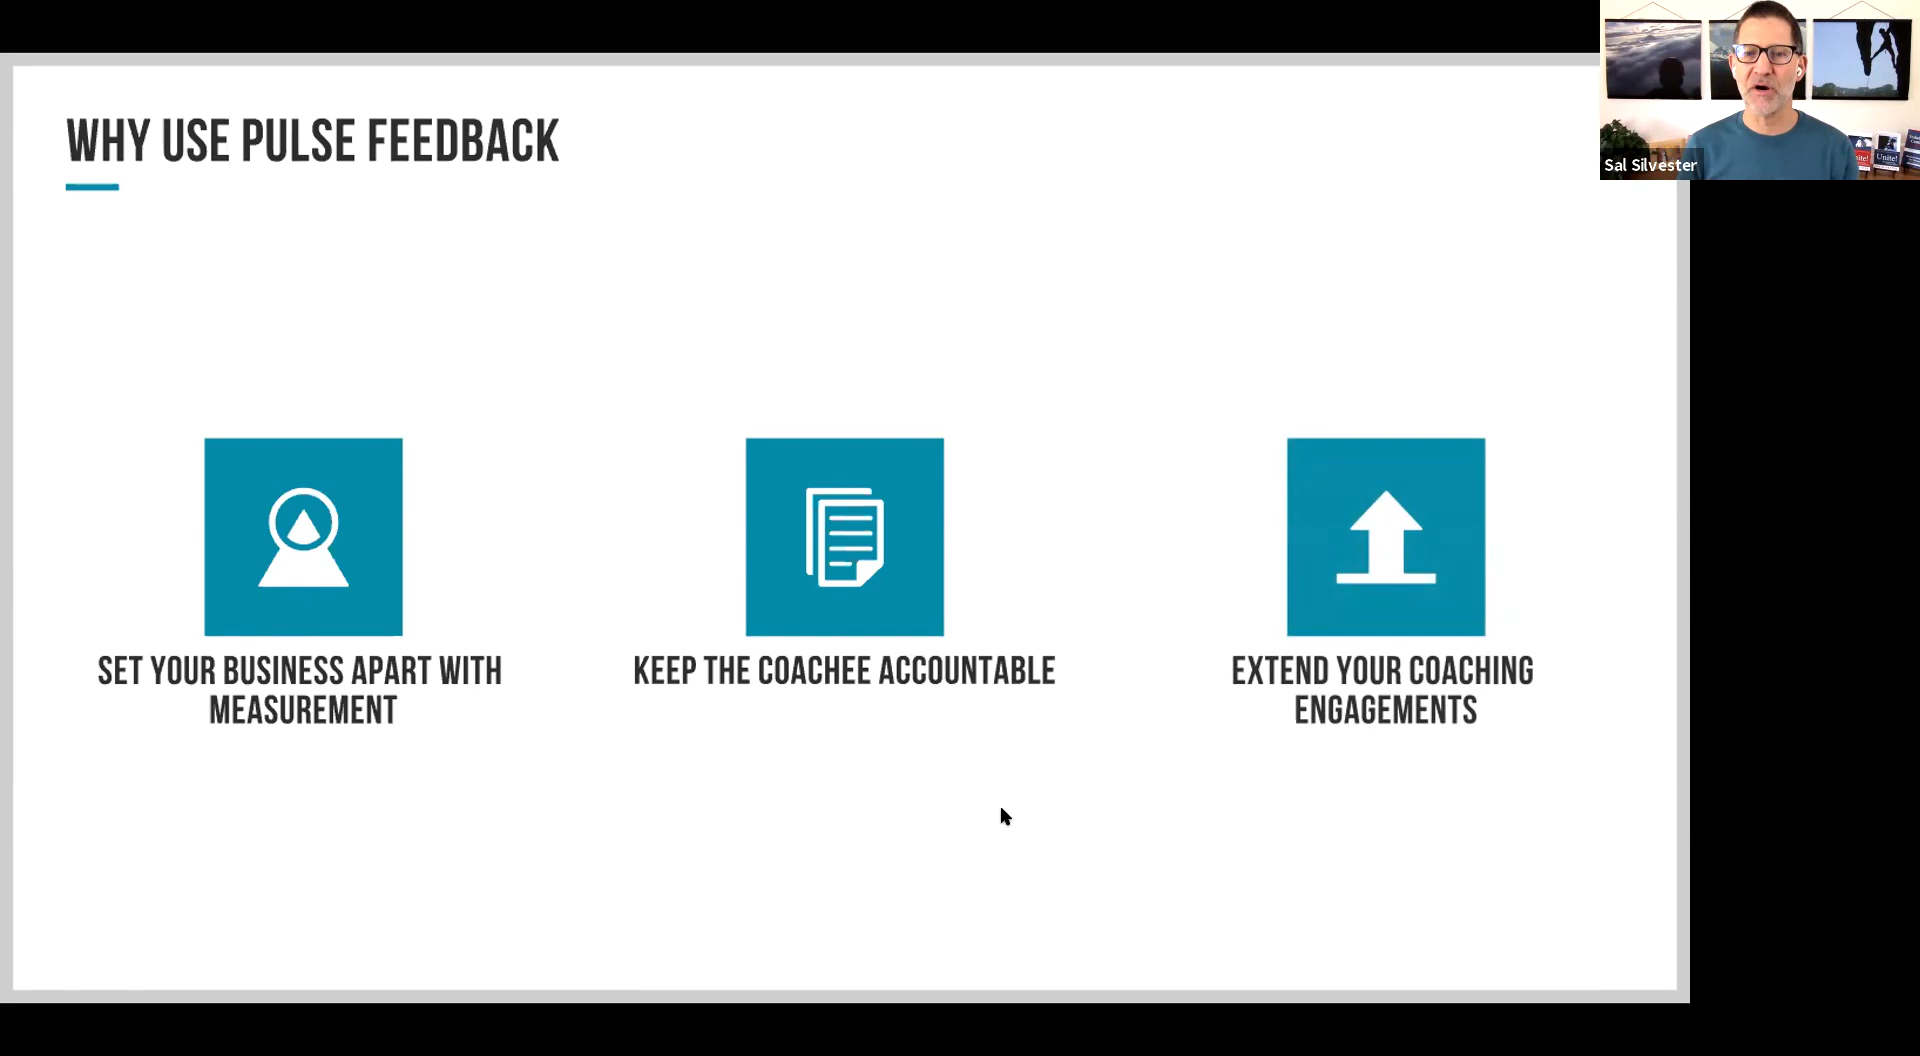 WHY USE PULSE FEEDBACK
Sal Silvester
Unite!
SET YOUR BUSINESS APART WITH
MEASUREMENT
KEEP THE COACHEE ACCOUNTABLE
EXTEND YOUR COACHING
ENGAGEMENTS